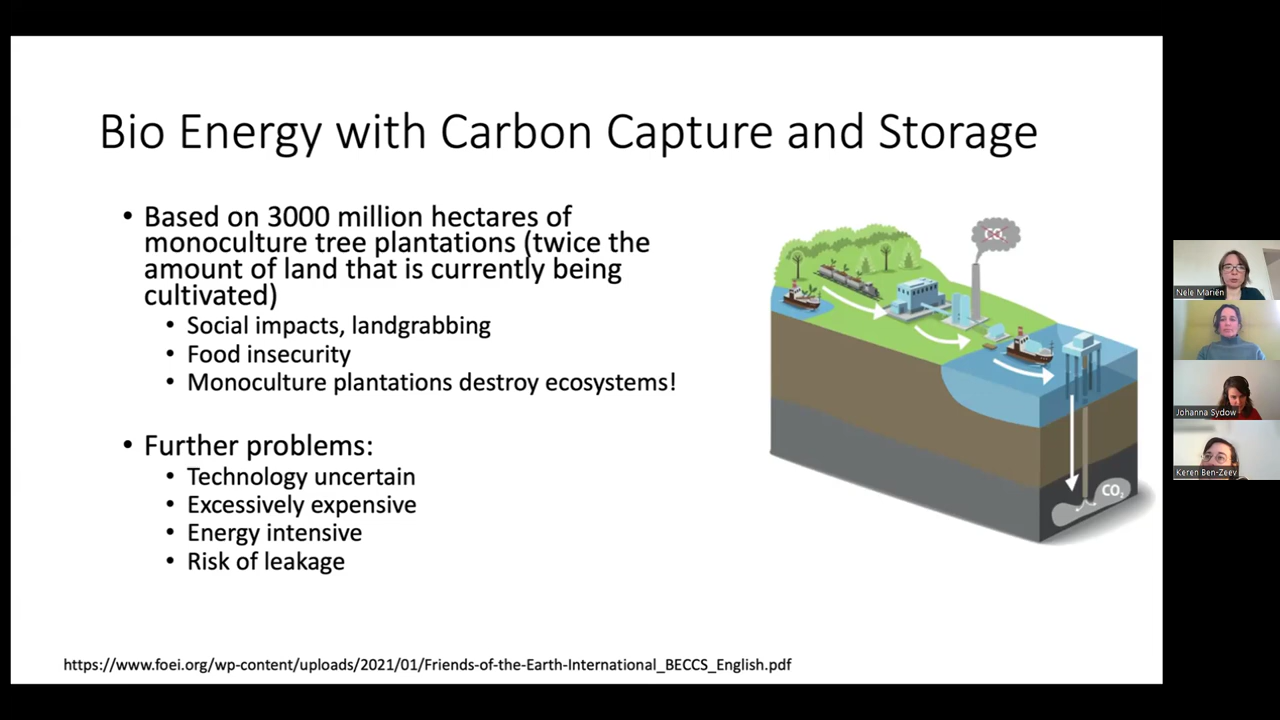 Bio Energy with Carbon Capture and Storage
• Based on 3000 million hectares of
monoculture tree plantations (twice the
amount of land that is currently being
cultivated)
• Social impacts, landgrabbing
• Food insecurity
• Monoculture plantations destroy ecosystems!
• Further problems:
• Technology uncertain
• Excessively expensive
• Energy intensive
• Risk of leakage
CO₂
CO₂
https://www.foei.org/wp-content/uploads/2021/01/Friends-of-the-Earth-International_BECCS_English.pdf
Nele Marien
Johanna Sydow
Keren Ben-Zeev